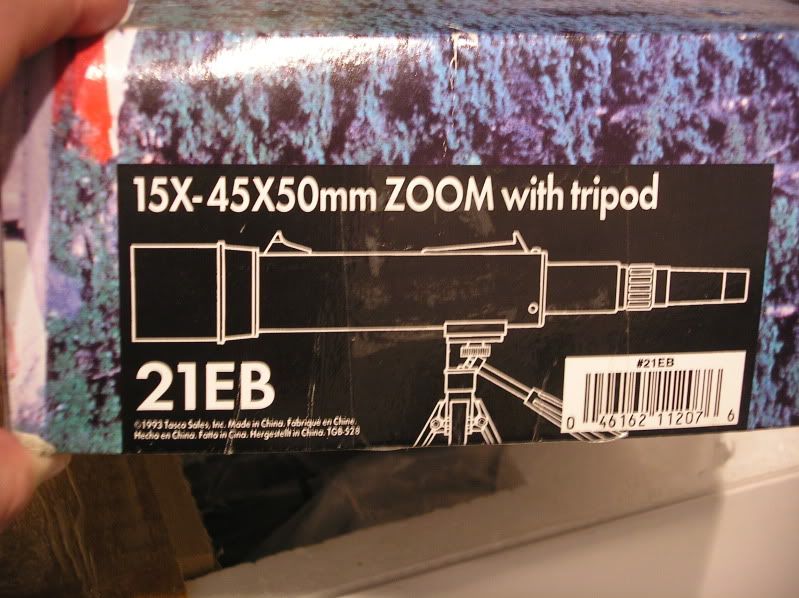 15X-45X50mm ZOOM with tripod
21EB
©1993 Tasco Sales, Inc. Made in China. Fabriqué en Chine.
Hecho en China. Fatto in Cina. Hergestellt in China. TGB-528
#21EB
0 46162 11207 6